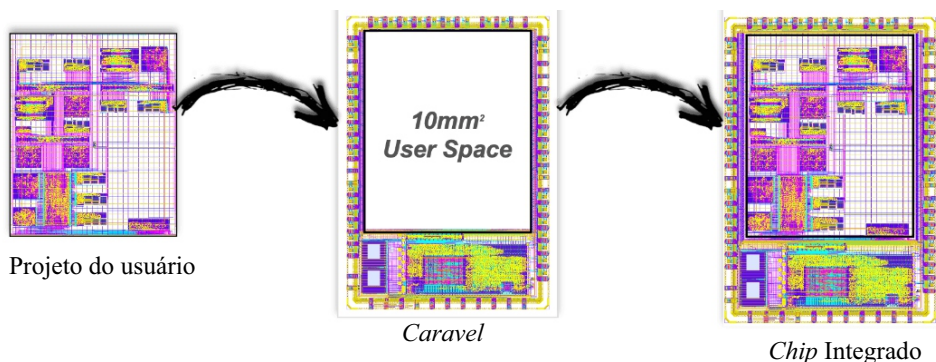 10mm²
User Space
Projeto do usuário
Caravel
Chip Integrado